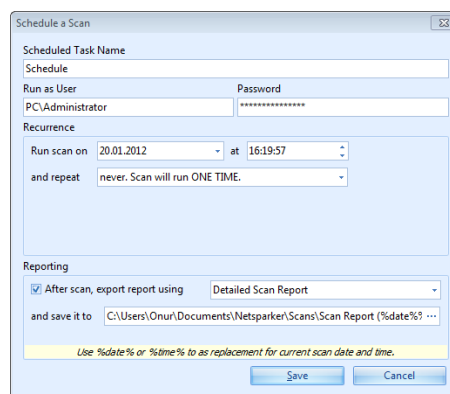 Schedule a Scan
Scheduled Task Name
Schedule
Run as User Password
PC\Administrator ***************
Recurrence
Run scan on 20.01.2012 at 16:19:57
and repeat never. Scan will run ONE TIME.
Reporting
After scan, export report using Detailed Scan Report
and save it to C:\Users\Onur\Documents\Netsparker\Scans\Scan Report (%date%% ...
Use %date% or %time% to as replacement for current scan date and time.
Save Cancel